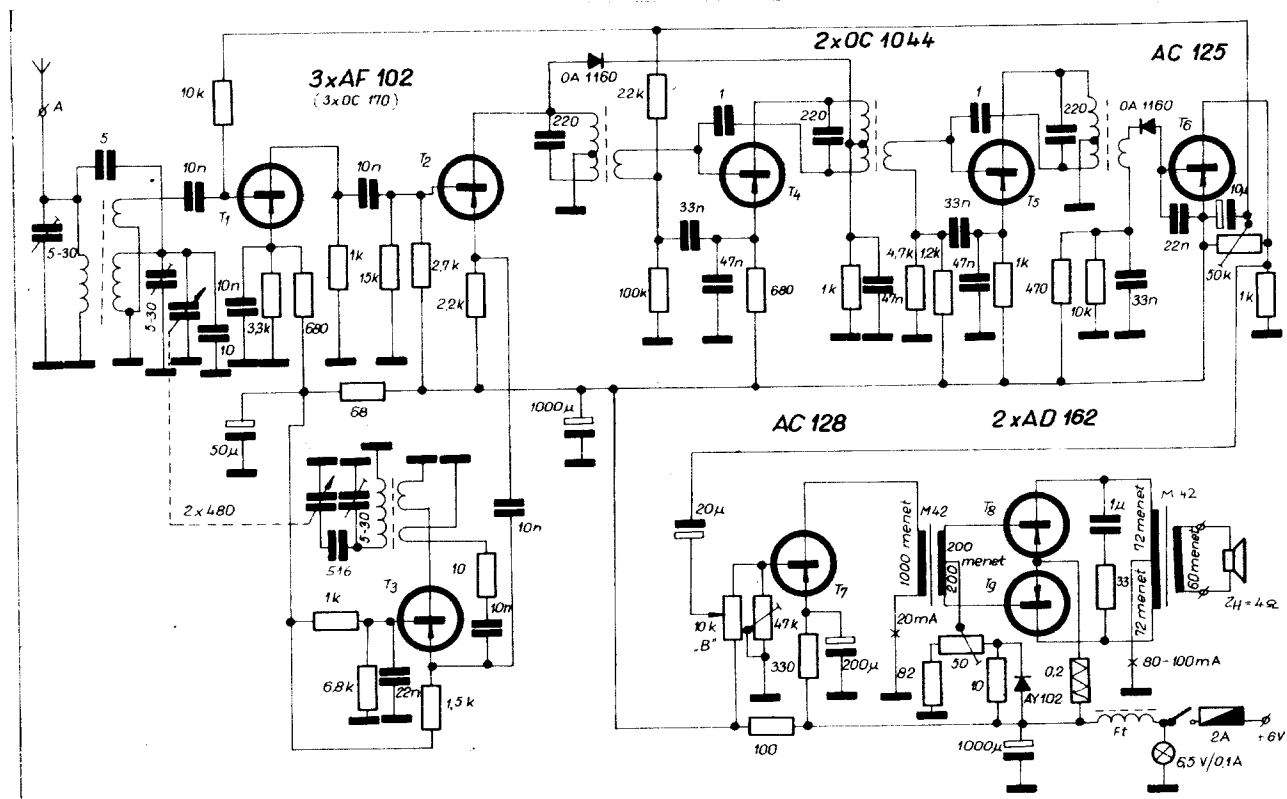 3xAF 102
(3xOC 170)
2xOC 1044
AC 125
A
10k
5
10n
T1
5-30
5-30
10n
3,3k
680
10
1k
10n
15k
2,7k
T2
2,2k
OA 1160
220
22k
1
33n
47n
100k
T4
680
220
1k
47n
4,7k
1,2k
33n
47n
1
T5
1k
220
470
10k
OA 1160
33n
T6
22n
10µ
50k
1k
68
50µ
1000µ
2x480
5-30
516
T3
10
10n
10n
1k
6,8k
22n
1,5k
AC 128
2xAD 162
20µ
10k
"B"
47k
T7
330
200µ
100
1000 menet
M42
200
menet
200
20mA
82
50
10
AY102
1000µ
T8
T9
1µ
33
0,2
72 menet
72 menet
M 42
60 menet
ZH=4Ω
80-100mA
Ft
2A
+6V
6,5 V/0,1A